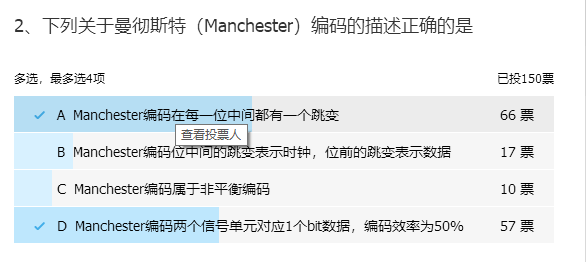 2、下列关于曼彻斯特（Manchester）编码的描述正确的是
多选，最多选4项 已投150票
A Manchester编码在每一位中间都有一个跳变 66 票
查看投票人
B Manchester编码位中间的跳变表示时钟，位前的跳变表示数据 17 票
C Manchester编码属于非平衡编码 10 票
D Manchester编码两个信号单元对应1个bit数据，编码效率为50% 57 票